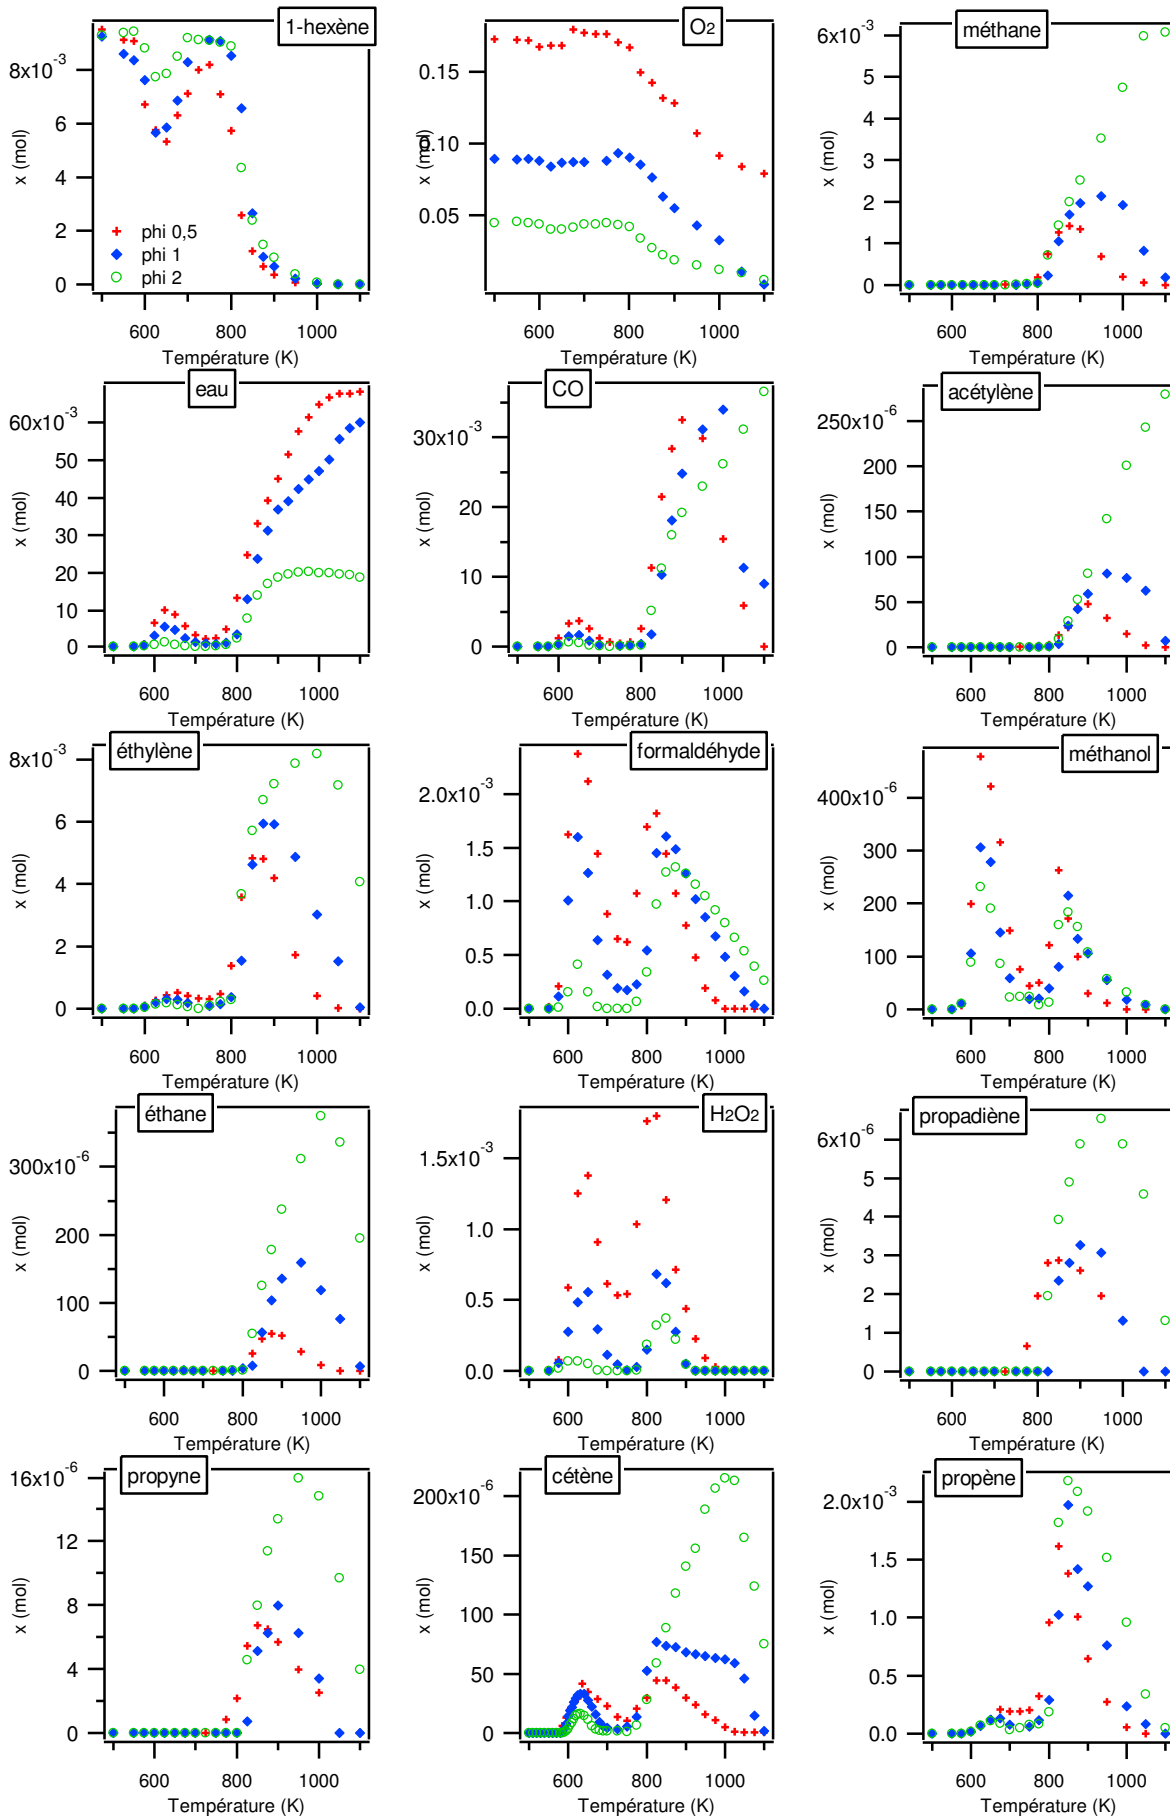 1-hexène
8x10-3
6
4
2
0
x (mol)
phi 0,5
phi 1
phi 2
600
800
1000
Température (K)
O2
0.15
0.10
0.05
x (mol)
600
800
1000
Température (K)
méthane
6x10-3
5
4
3
2
1
0
x (mol)
600
800
1000
Température (K)
eau
60x10-3
50
40
30
20
10
0
x (mol)
600
800
1000
Température (K)
CO
30x10-3
20
10
0
x (mol)
600
800
1000
Température (K)
acétylène
250x10-6
200
150
100
50
0
x (mol)
600
800
1000
Température (K)
éthylène
8x10-3
6
4
2
0
x (mol)
600
800
1000
Température (K)
formaldéhyde
2.0x10-3
1.5
1.0
0.5
0.0
x (mol)
600
800
1000
Température (K)
méthanol
400x10-6
300
200
100
0
x (mol)
600
800
1000
Température (K)
éthane
300x10-6
200
100
0
x (mol)
600
800
1000
Température (K)
H2O2
1.5x10-3
1.0
0.5
0.0
x (mol)
600
800
1000
Température (K)
propadiène
6x10-6
5
4
3
2
1
0
x (mol)
600
800
1000
Température (K)
propyne
16x10-6
12
8
4
0
x (mol)
600
800
1000
Température (K)
cétène
200x10-6
150
100
50
0
x (mol)
600
800
1000
Température (K)
propène
2.0x10-3
1.5
1.0
0.5
0.0
x (mol)
600
800
1000
Température (K)